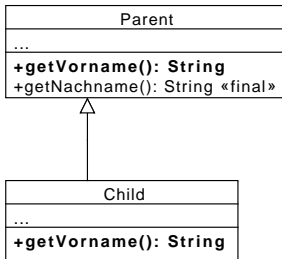 Parent
...
+getVorname(): String
+getNachname(): String «final»
Child
...
+getVorname(): String